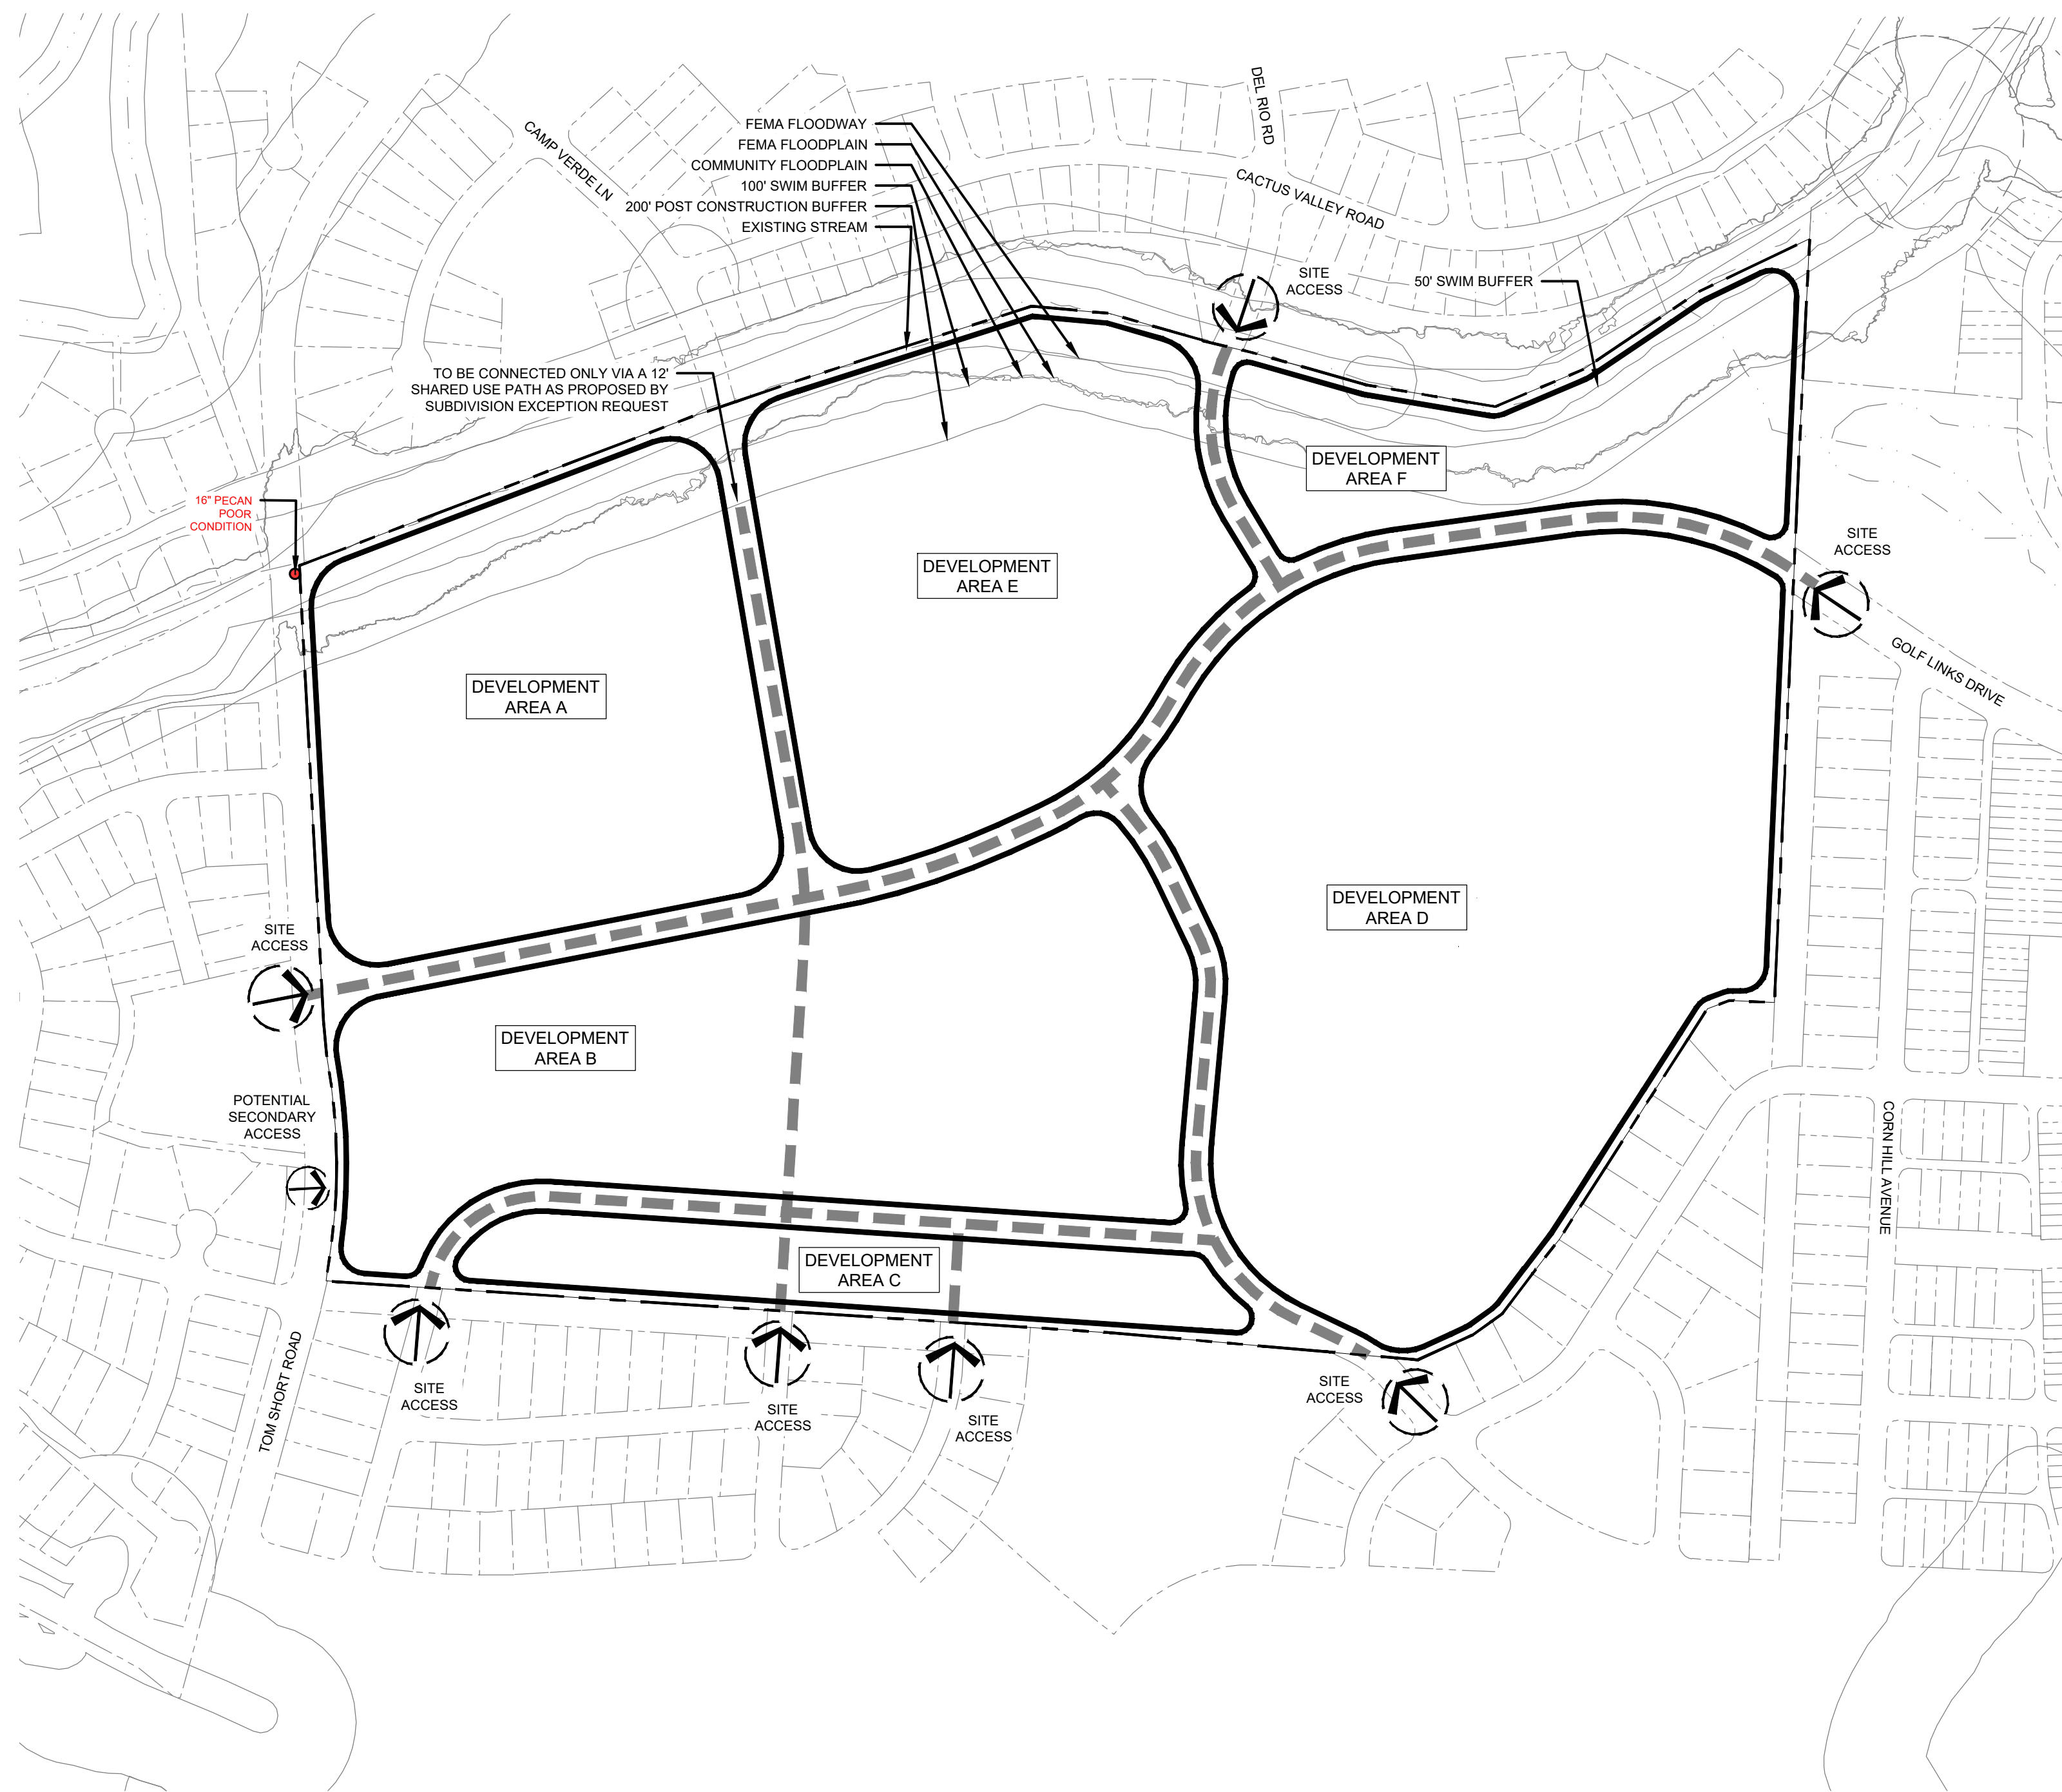 DEL RIO RD
CAMP VERDE LN
FEMA FLOODWAY
FEMA FLOODPLAIN
COMMUNITY FLOODPLAIN
100' SWIM BUFFER
200' POST CONSTRUCTION BUFFER
EXISTING STREAM
CACTUS VALLEY ROAD
SITE
ACCESS
50' SWIM BUFFER
TO BE CONNECTED ONLY VIA A 12'
SHARED USE PATH AS PROPOSED BY
SUBDIVISION EXCEPTION REQUEST
DEVELOPMENT
AREA F
16" PECAN
POOR
CONDITION
SITE
ACCESS
DEVELOPMENT
AREA E
GOLF LINKS DRIVE
DEVELOPMENT
AREA A
DEVELOPMENT
AREA D
SITE
ACCESS
DEVELOPMENT
AREA B
POTENTIAL
SECONDARY
ACCESS
CORN HILL AVENUE
DEVELOPMENT
AREA C
TOM SHORT ROAD
SITE
ACCESS
SITE
ACCESS
SITE
ACCESS
SITE
ACCESS